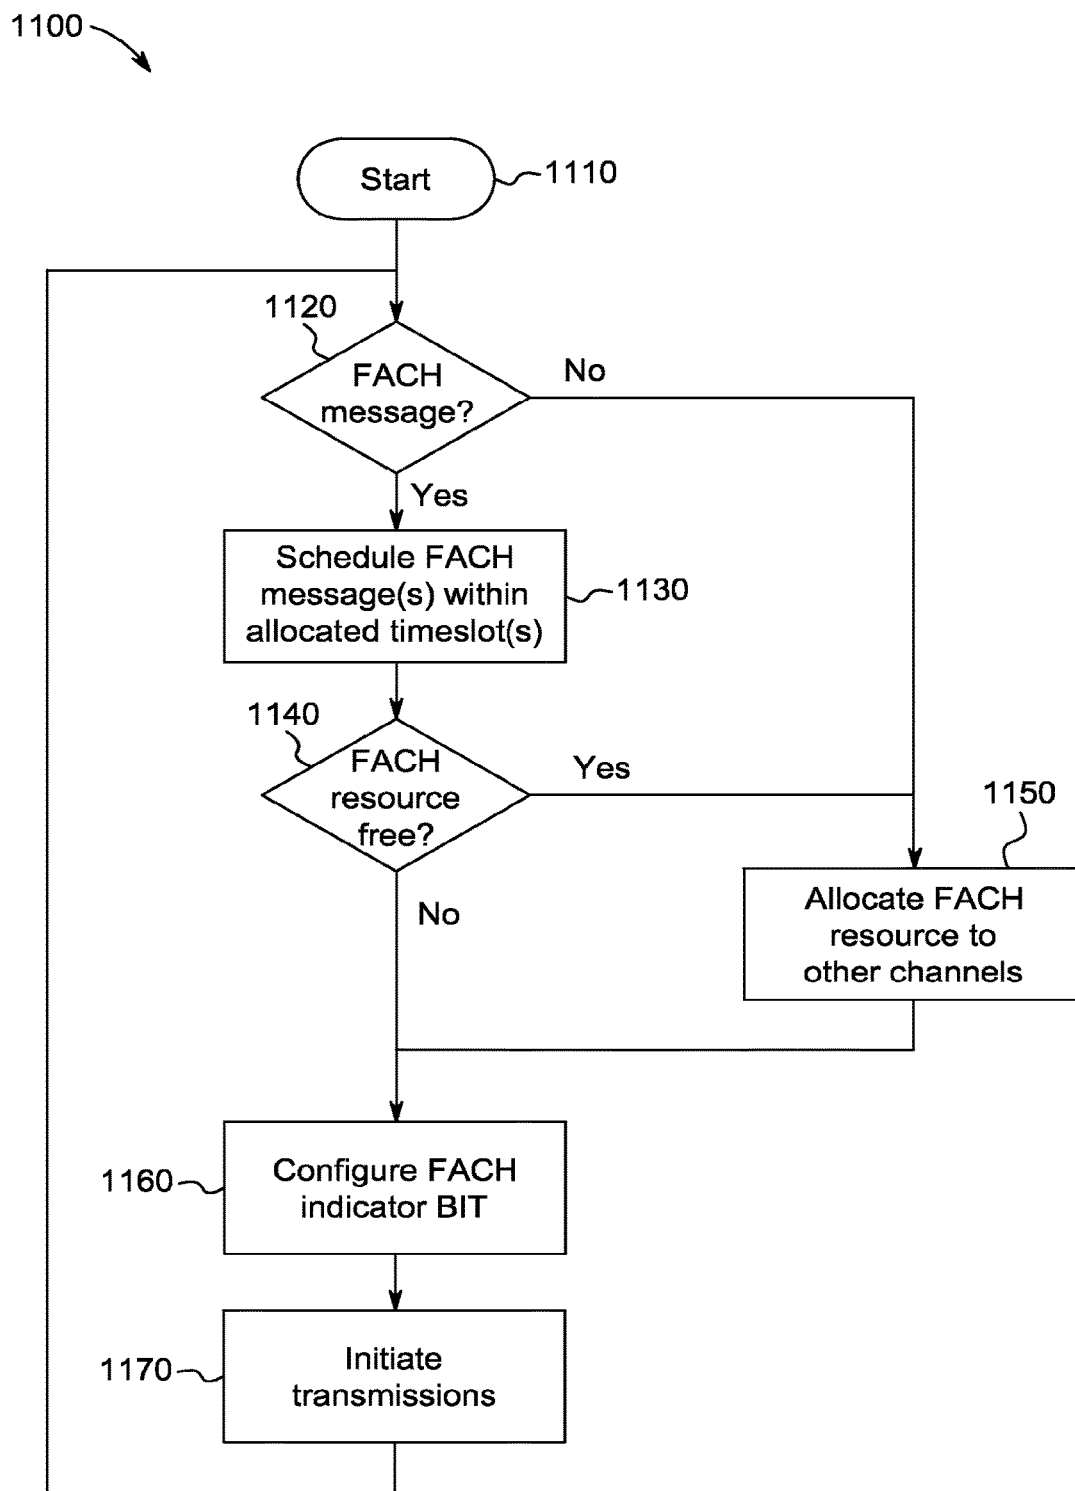 1100
Start
1110
1120
FACH
message?
No
Yes
Schedule FACH
message(s) within
allocated timeslot(s)
1130
1140
FACH
resource
free?
Yes
No
1150
Allocate FACH
resource to
other channels
1160
Configure FACH
indicator BIT
1170
Initiate
transmissions